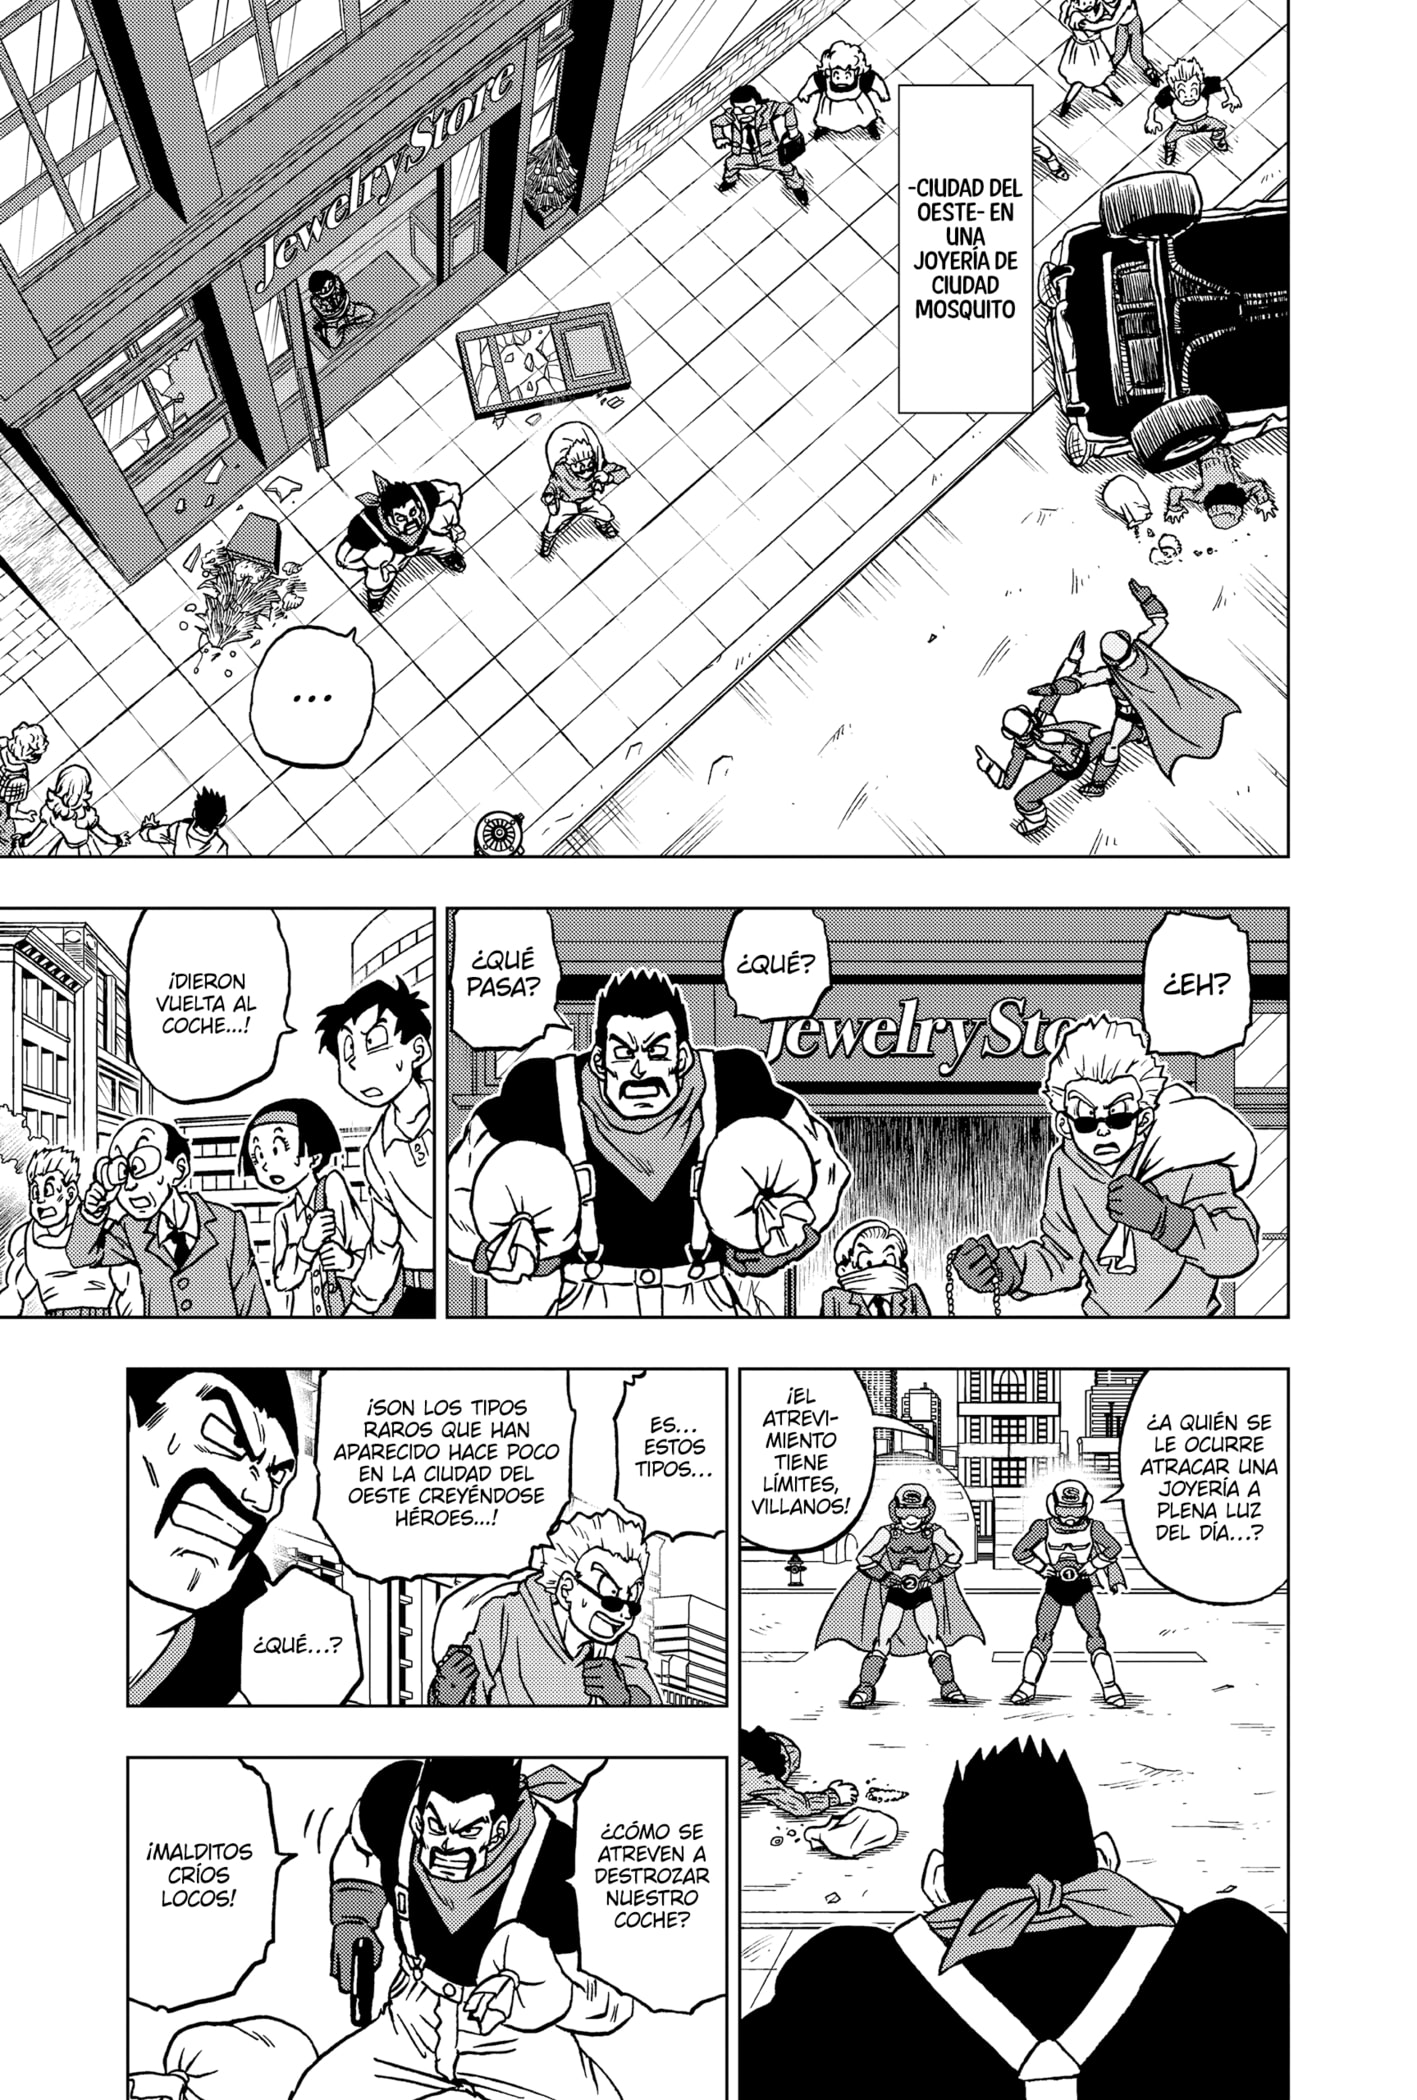 -CIUDAD DEL
OESTE- EN
UNA
JOYERÍA DE
CIUDAD
MOSQUITO
Jewelry Store
...
¿EH?
¿QUÉ?
¿QUÉ
PASA?
Jewelry Sto
¡DIERON
VUELTA AL
COCHE...!
¿A QUIÉN SE
LE OCURRE
ATRACAR UNA
JOYERÍA A
PLENA LUZ
DEL DÍA...?
¡EL
ATREVI-
MIENTO
TIENE
LÍMITES,
VILLANOS!
S
S
2
1
ES...
ESTOS
TIPOS...
¡SON LOS TIPOS
RAROS QUE HAN
APARECIDO HACE POCO
EN LA CIUDAD DEL
OESTE CREYÉNDOSE
HÉROES...!
¿QUÉ...?
¿CÓMO SE
ATREVEN A
DESTROZAR
NUESTRO
COCHE?
¡MALDITOS
CRÍOS
LOCOS!